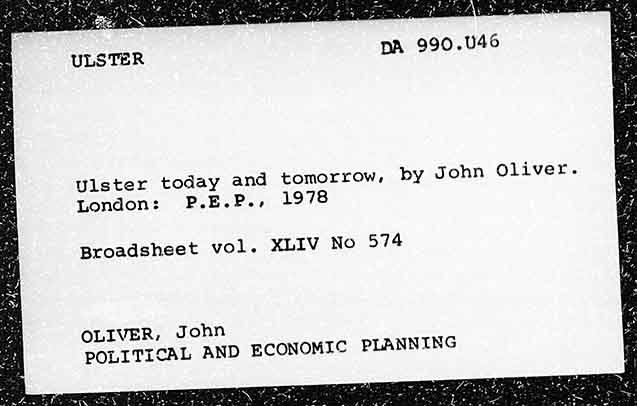 ULSTER DA 990.U46
Ulster today and tomorrow, by John Oliver.
London: P.E.P., 1978
Broadsheet vol. XLIV No 574
OLIVER, John
POLITICAL AND ECONOMIC PLANNING